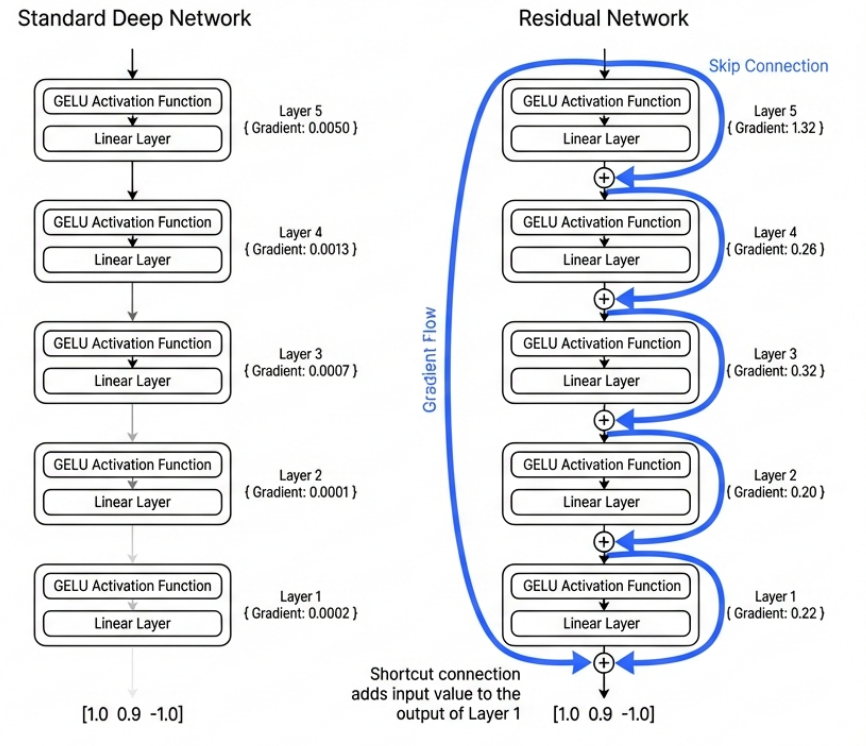 Standard Deep Network
GELU Activation Function
Linear Layer
Layer 5
{ Gradient: 0.0050 }
GELU Activation Function
Linear Layer
Layer 4
{ Gradient: 0.0013 }
GELU Activation Function
Linear Layer
Layer 3
{ Gradient: 0.0007 }
GELU Activation Function
Linear Layer
Layer 2
{ Gradient: 0.0001 }
GELU Activation Function
Linear Layer
Layer 1
{ Gradient: 0.0002 }
[1.0 0.9 -1.0]
Residual Network
Skip Connection
GELU Activation Function
Linear Layer
Layer 5
{ Gradient: 1.32 }
+
GELU Activation Function
Linear Layer
Layer 4
{ Gradient: 0.26 }
+
Gradient Flow
GELU Activation Function
Linear Layer
Layer 3
{ Gradient: 0.32 }
+
GELU Activation Function
Linear Layer
Layer 2
{ Gradient: 0.20 }
+
GELU Activation Function
Linear Layer
Layer 1
{ Gradient: 0.22 }
+
Shortcut connection
adds input value to the
output of Layer 1
[1.0 0.9 -1.0]